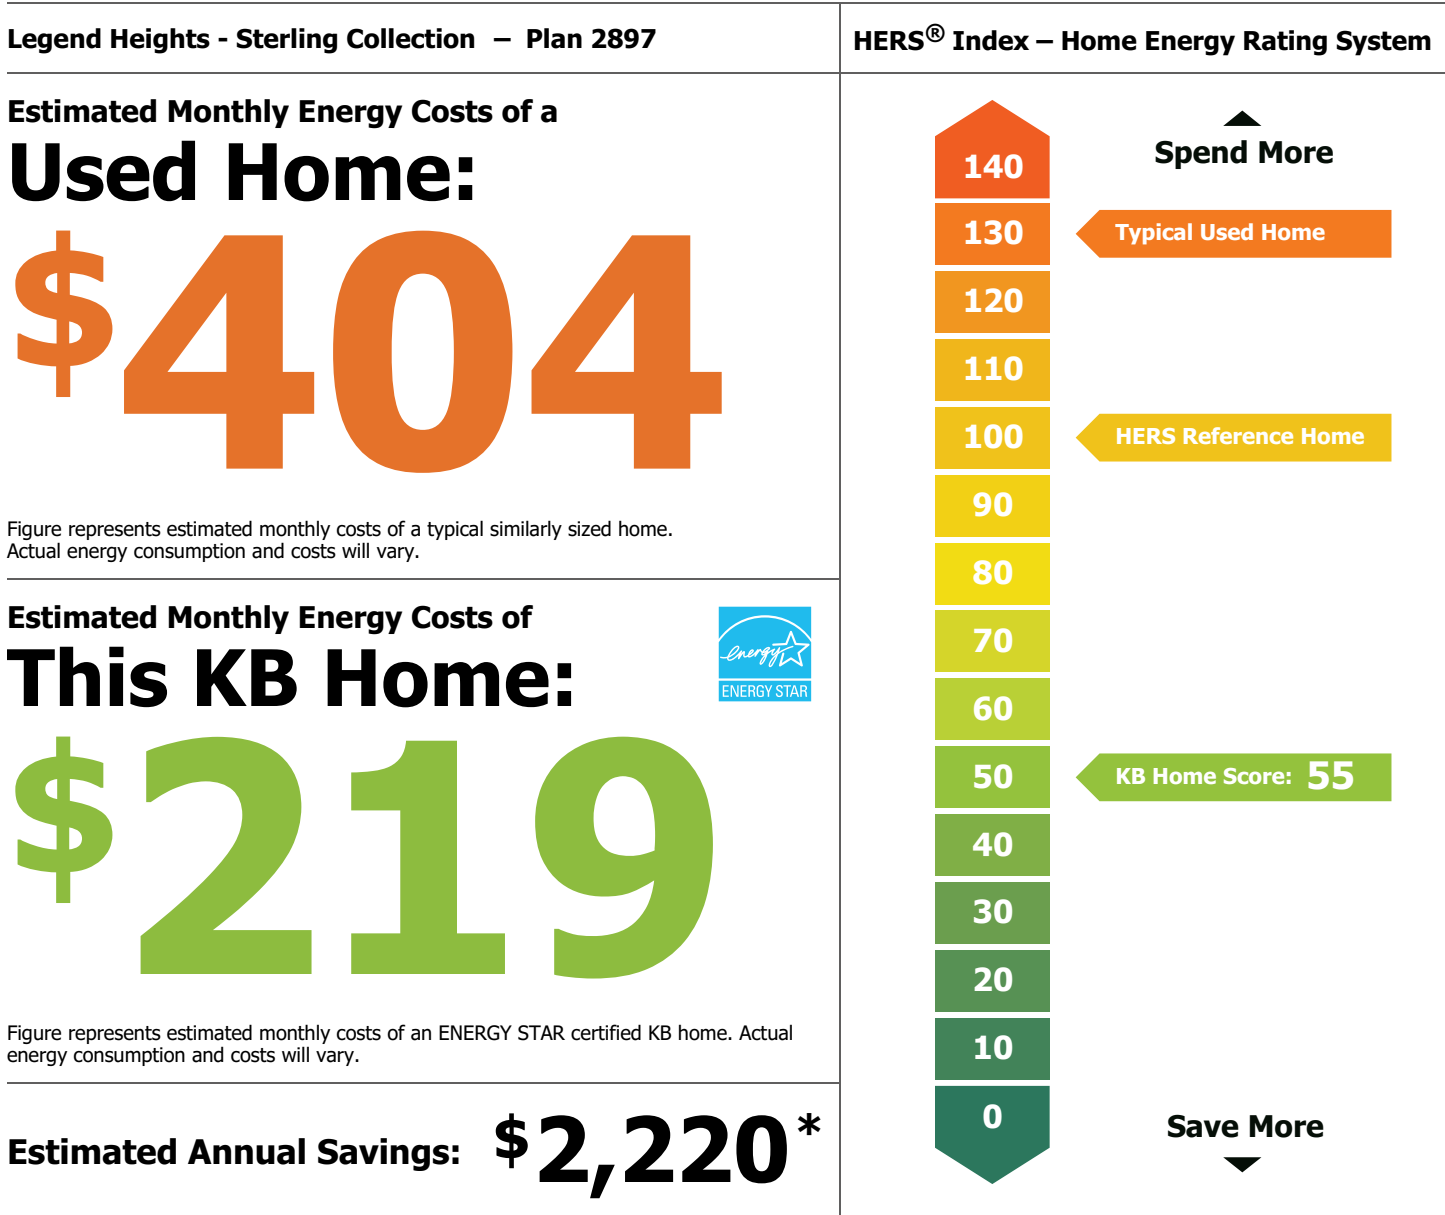 Legend Heights - Sterling Collection – Plan 2897
Estimated Monthly Energy Costs of a
Used Home:
$404
Figure represents estimated monthly costs of a typical similarly sized home.
Actual energy consumption and costs will vary.
Estimated Monthly Energy Costs of
This KB Home:
energy
ENERGY STAR
$219
Figure represents estimated monthly costs of an ENERGY STAR certified KB home. Actual
energy consumption and costs will vary.
Estimated Annual Savings: $2,220*
HERS® Index – Home Energy Rating System
Spend More
140
130 Typical Used Home
120
110
100 HERS Reference Home
90
80
70
60
50 KB Home Score: 55
40
30
20
10
0
Save More